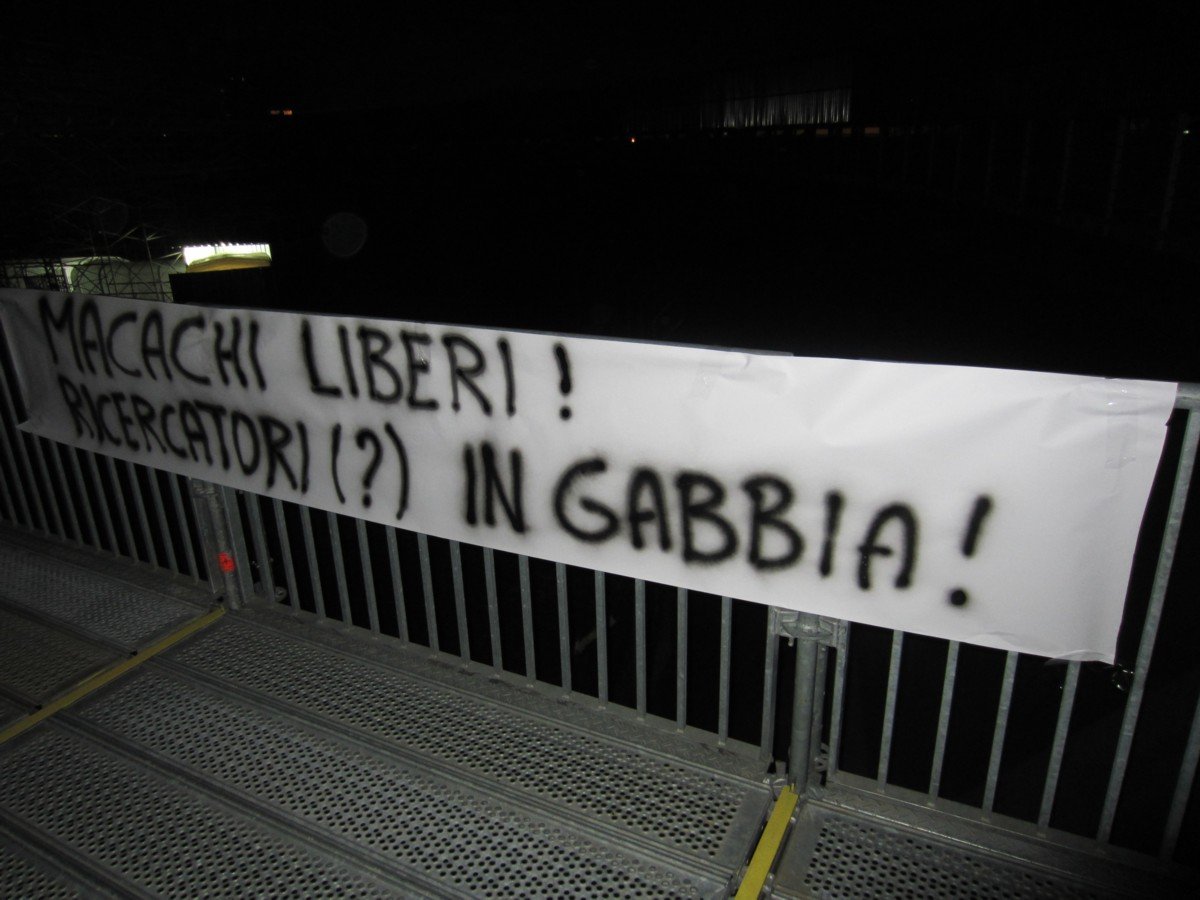 MACACHI LIBERI!
RICERCATORI (?) IN GABBIA!